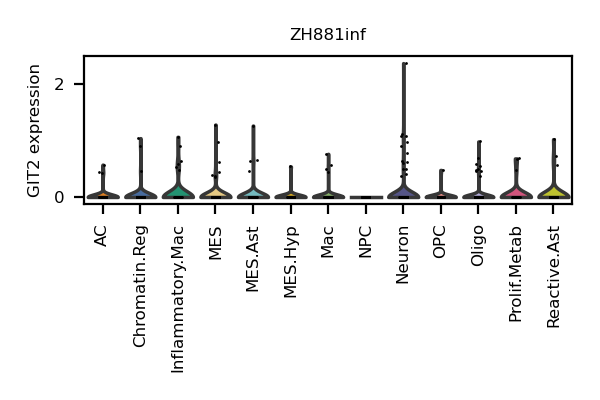 ZH881inf
GIT2 expression
2
0
AC
Chromatin.Reg
Inflammatory.Mac
MES
MES.Ast
MES.Hyp
Mac
NPC
Neuron
OPC
Oligo
Prolif.Metab
Reactive.Ast